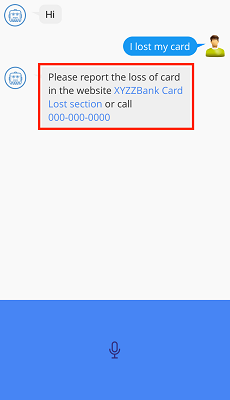 Hi
I lost my card
Please report the loss of card
in the website XYZZBank Card
Lost section or call
000-000-0000